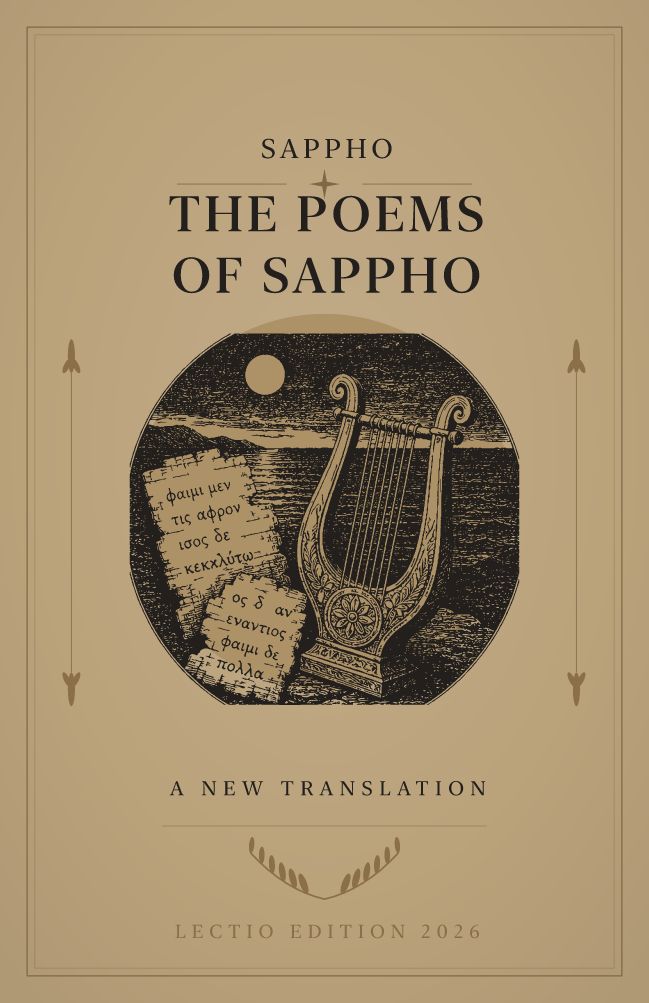 SAPPHO
THE POEMS
OF SAPPHO
φαιμι μεν
τις αφρον
ισος δε
κεκκλύτω
ος δ αν
εναντιος
φαιμι δε
πολλα
A NEW TRANSLATION
LECTIO EDITION 2026